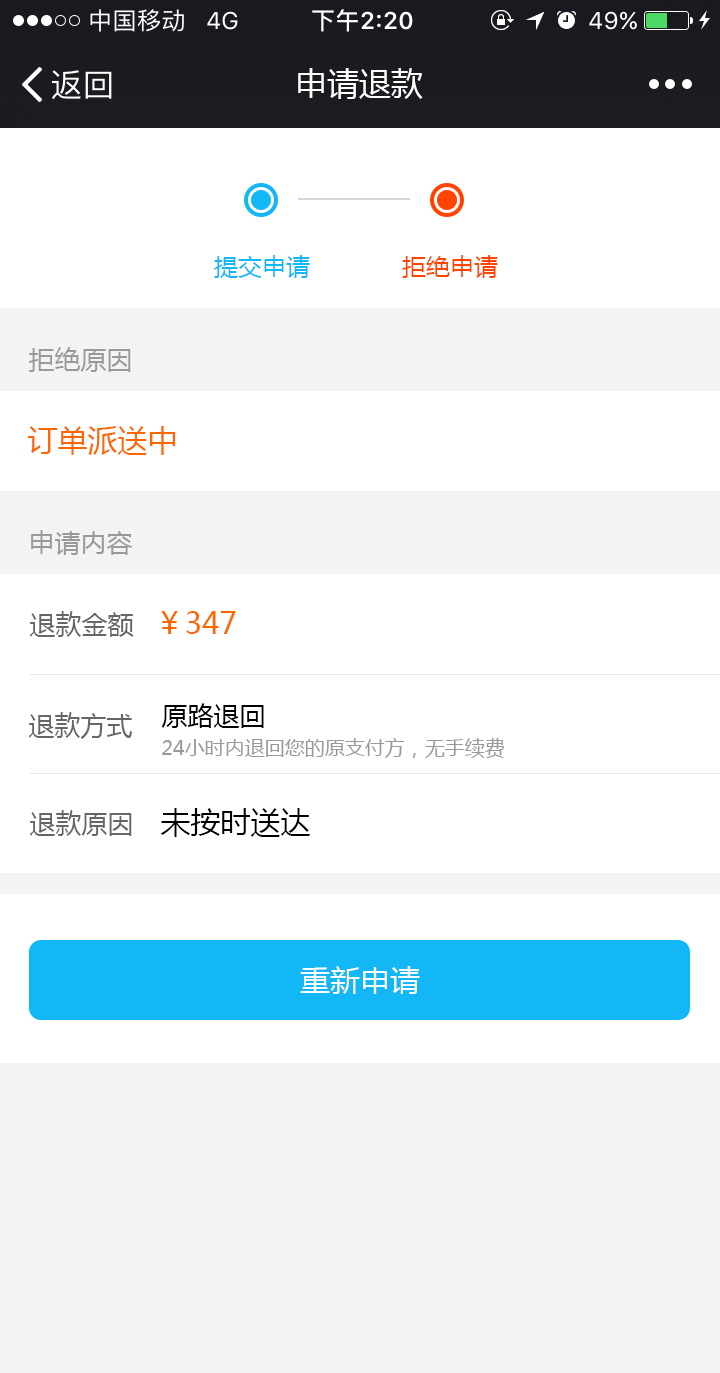 中国移动 4G 下午2:20 49%
返回 申请退款
提交申请 拒绝申请
拒绝原因
订单派送中
申请内容
退款金额 ¥ 347
退款方式 原路退回
24小时内退回您的原支付方，无手续费
退款原因 未按时送达
重新申请